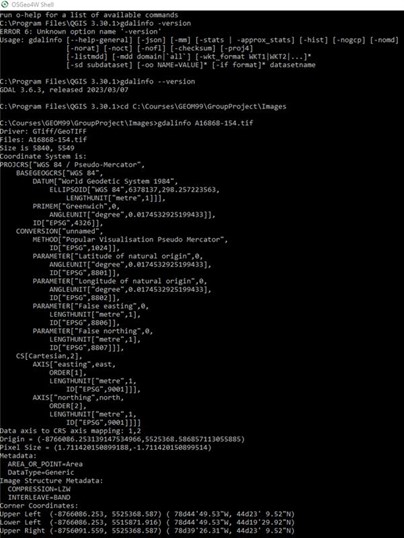 OSGeo4W Shell
run o-help for a list of available commands
C:\Program Files\QGIS 3.30.1>gdalinfo -version
ERROR 6: Unknown option name '-version'
Usage: gdalinfo [--help-general] [-json] [-mm] [-stats | -approx_stats] [-hist] [-nogcp] [-nomd]
[-norat] [-noct] [-nofl] [-checksum] [-proj4]
[-listmdd] [-mdd domain|`all`] [-wkt_format WKT1|WKT2|...]*
[-sd subdataset] [-oo NAME=VALUE]* [-if format]* datasetname
C:\Program Files\QGIS 3.30.1>gdalinfo --version
GDAL 3.6.3, released 2023/03/07
C:\Program Files\QGIS 3.30.1>cd C:\Courses\GEOM99\GroupProject\Images
C:\Courses\GEOM99\GroupProject\Images>gdalinfo A16868-154.tif
Driver: GTiff/GeoTIFF
Files: A16868-154.tif
Size is 5840, 5549
Coordinate System is:
PROJCRS["WGS 84 / Pseudo-Mercator",
BASEGEOGCRS["WGS 84",
DATUM["World Geodetic System 1984",
ELLIPSOID["WGS 84",6378137,298.257223563,
LENGTHUNIT["metre",1]]],
PRIMEM["Greenwich",0,
ANGLEUNIT["degree",0.0174532925199433]],
ID["EPSG",4326]],
CONVERSION["unnamed",
METHOD["Popular Visualisation Pseudo Mercator",
ID["EPSG",1024]],
PARAMETER["Latitude of natural origin",0,
ANGLEUNIT["degree",0.0174532925199433],
ID["EPSG",8801]],
PARAMETER["Longitude of natural origin",0,
ANGLEUNIT["degree",0.0174532925199433],
ID["EPSG",8802]],
PARAMETER["False easting",0,
LENGTHUNIT["metre",1],
ID["EPSG",8806]],
PARAMETER["False northing",0,
LENGTHUNIT["metre",1],
ID["EPSG",8807]]],
CS[Cartesian,2],
AXIS["easting",east,
ORDER[1],
LENGTHUNIT["metre",1,
ID["EPSG",9001]]],
AXIS["northing",north,
ORDER[2],
LENGTHUNIT["metre",1,
ID["EPSG",9001]]]]
Data axis to CRS axis mapping: 1,2
Origin = (-8766086.253139147534966,5525368.586857113055885)
Pixel Size = (1.711420150899188,-1.711420150899514)
Metadata:
AREA_OR_POINT=Area
DataType=Generic
Image Structure Metadata:
COMPRESSION=LZW
INTERLEAVE=BAND
Corner Coordinates:
Upper Left (-8766086.253, 5525368.587) ( 78d44'49.53"W, 44d23' 9.52"N)
Lower Left (-8766086.253, 5515871.916) ( 78d44'49.53"W, 44d19'29.92"N)
Upper Right (-8756091.559, 5525368.587) ( 78d39'26.31"W, 44d23' 9.52"N)